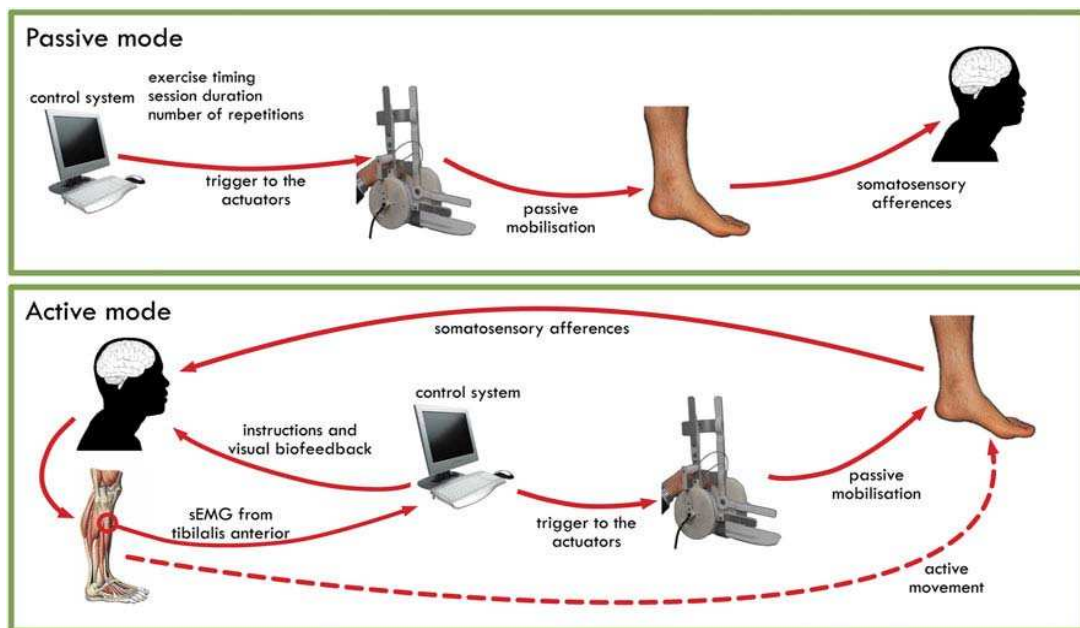 Passive mode
control system
exercise timing
session duration
number of repetitions
trigger to the
actuators
passive
mobilisation
somatosensory
afferences
Active mode
somatosensory afferences
control system
instructions and
visual biofeedback
sEMG from
tibilalis anterior
trigger to the
actuators
passive
mobilisation
active
movement